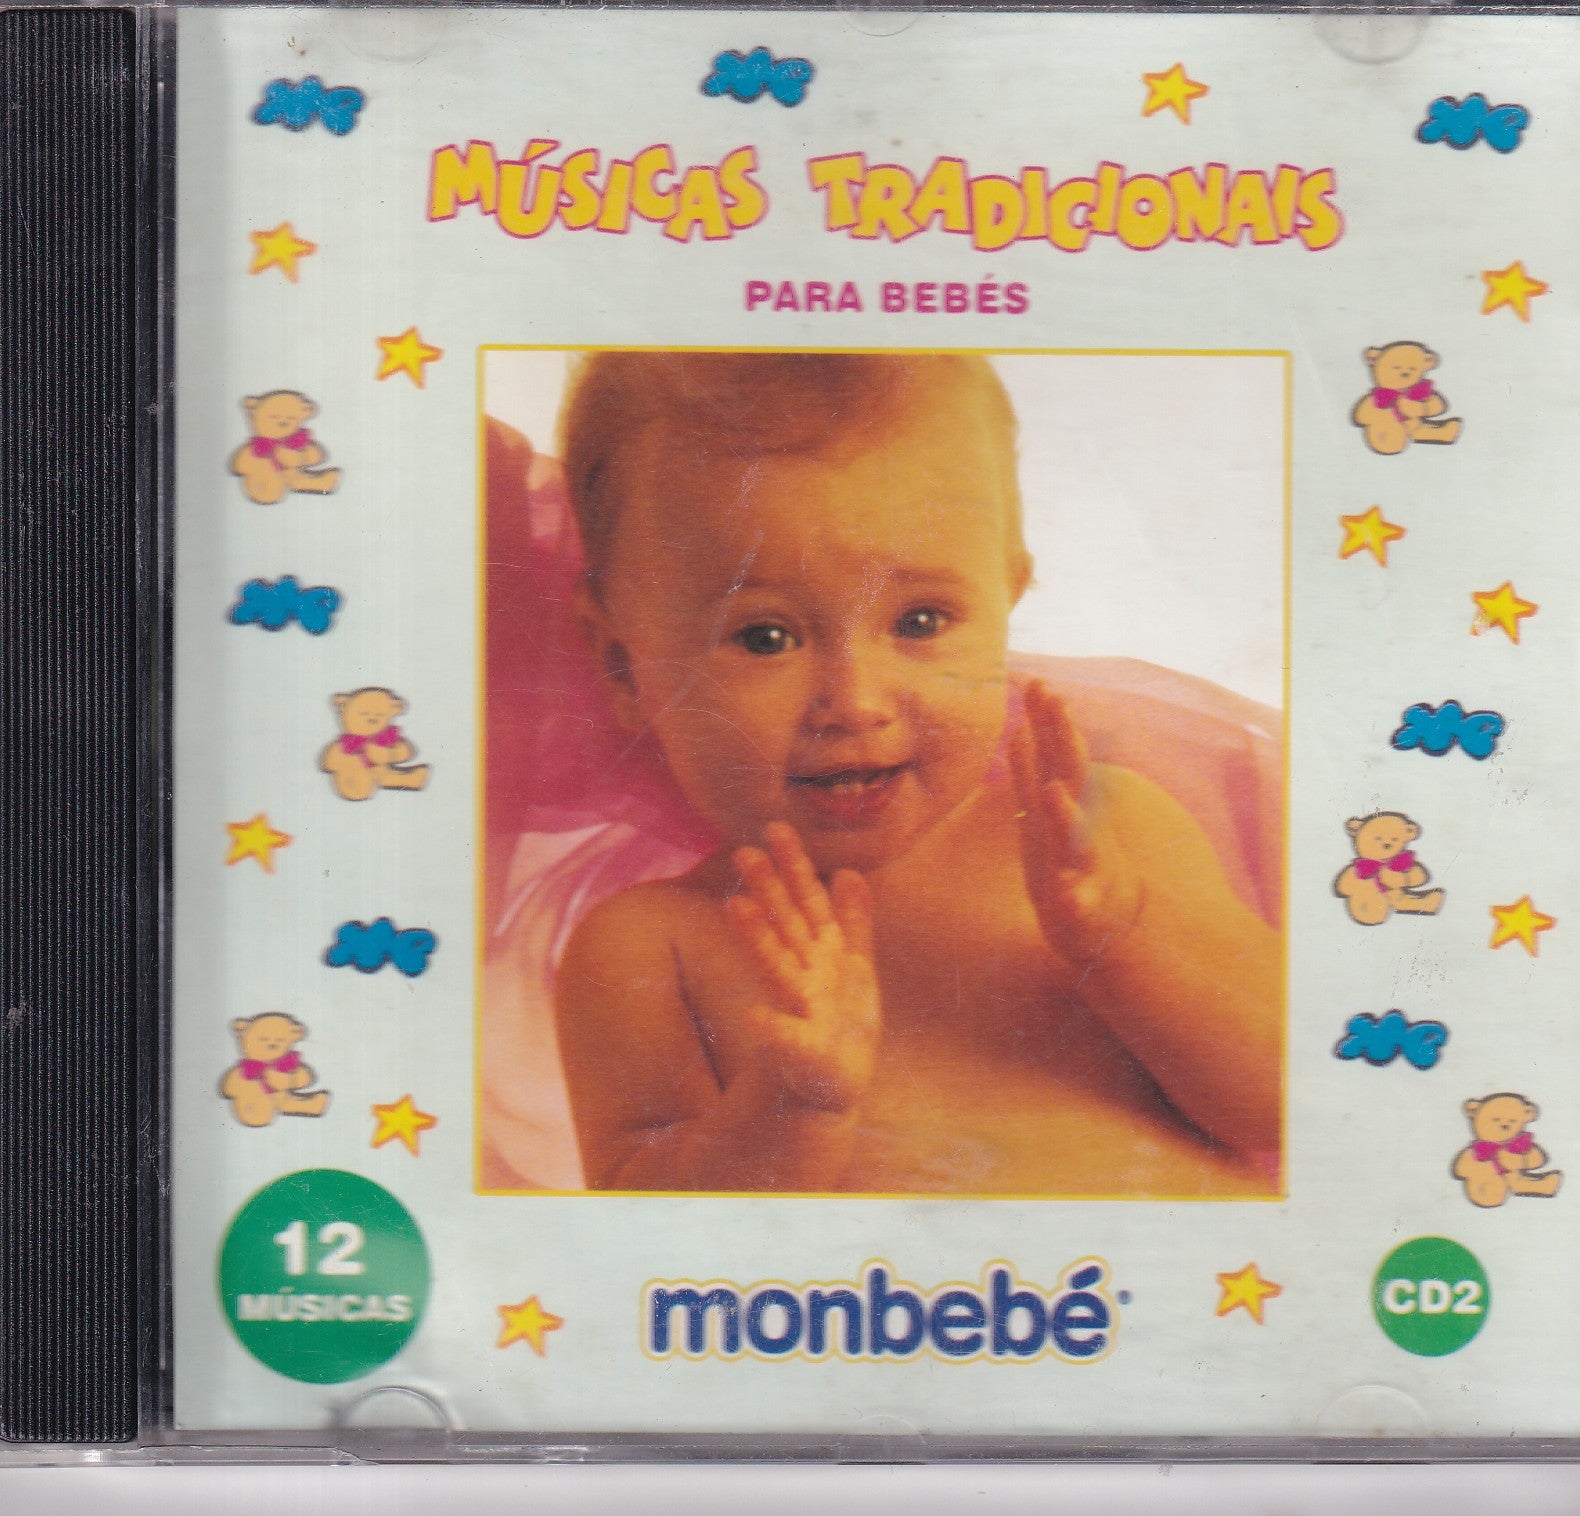 MÚSICAS TRADICIONAIS
PARA BEBÉS
12
MÚSICAS
monbebé
CD2